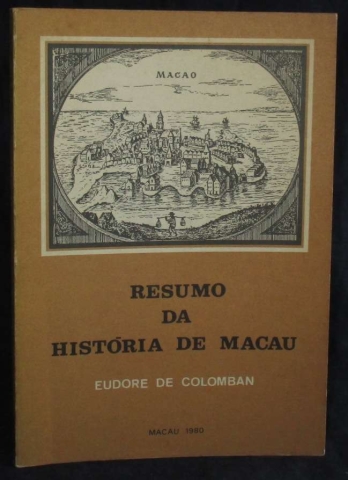 MACAO
RESUMO
DA
HISTÓRIA DE MACAU
EUDORE DE COLOMBAN
MACAU 1980